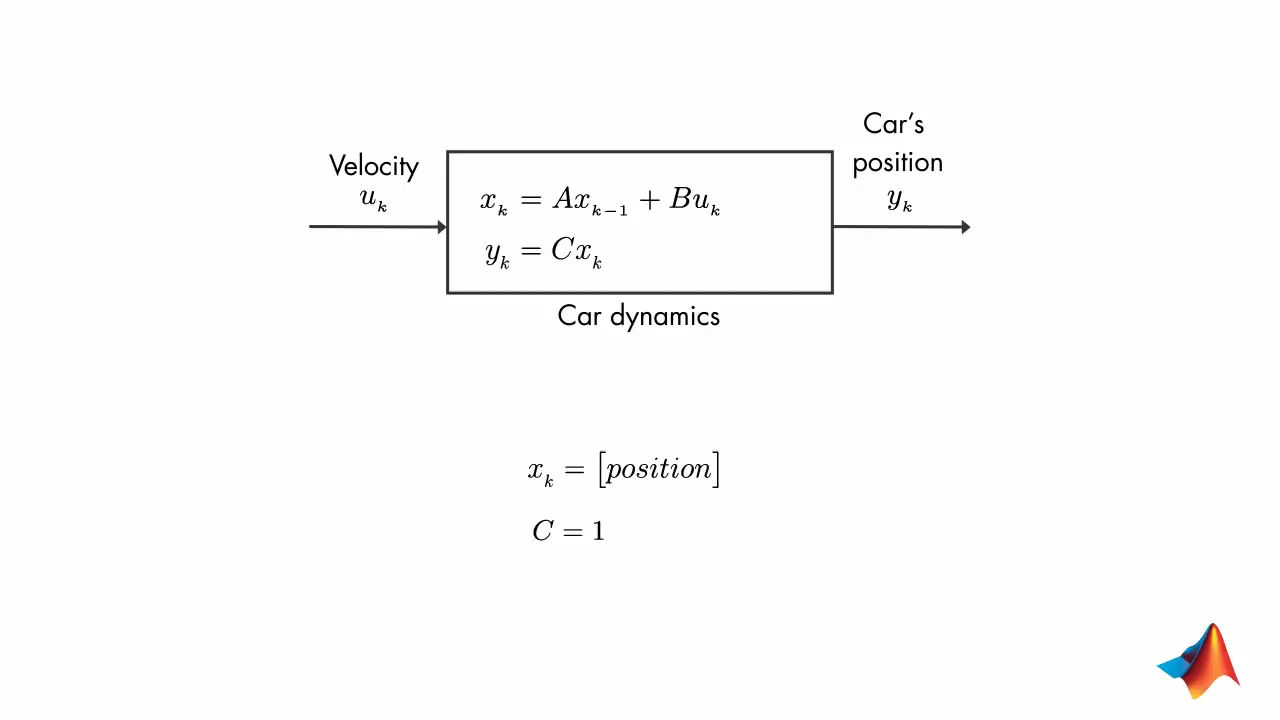 Car's
position
Velocity
u_k
y_k
x_k = Ax_{k−1} + Bu_k
y_k = Cx_k
Car dynamics
x_k = [position]
C = 1